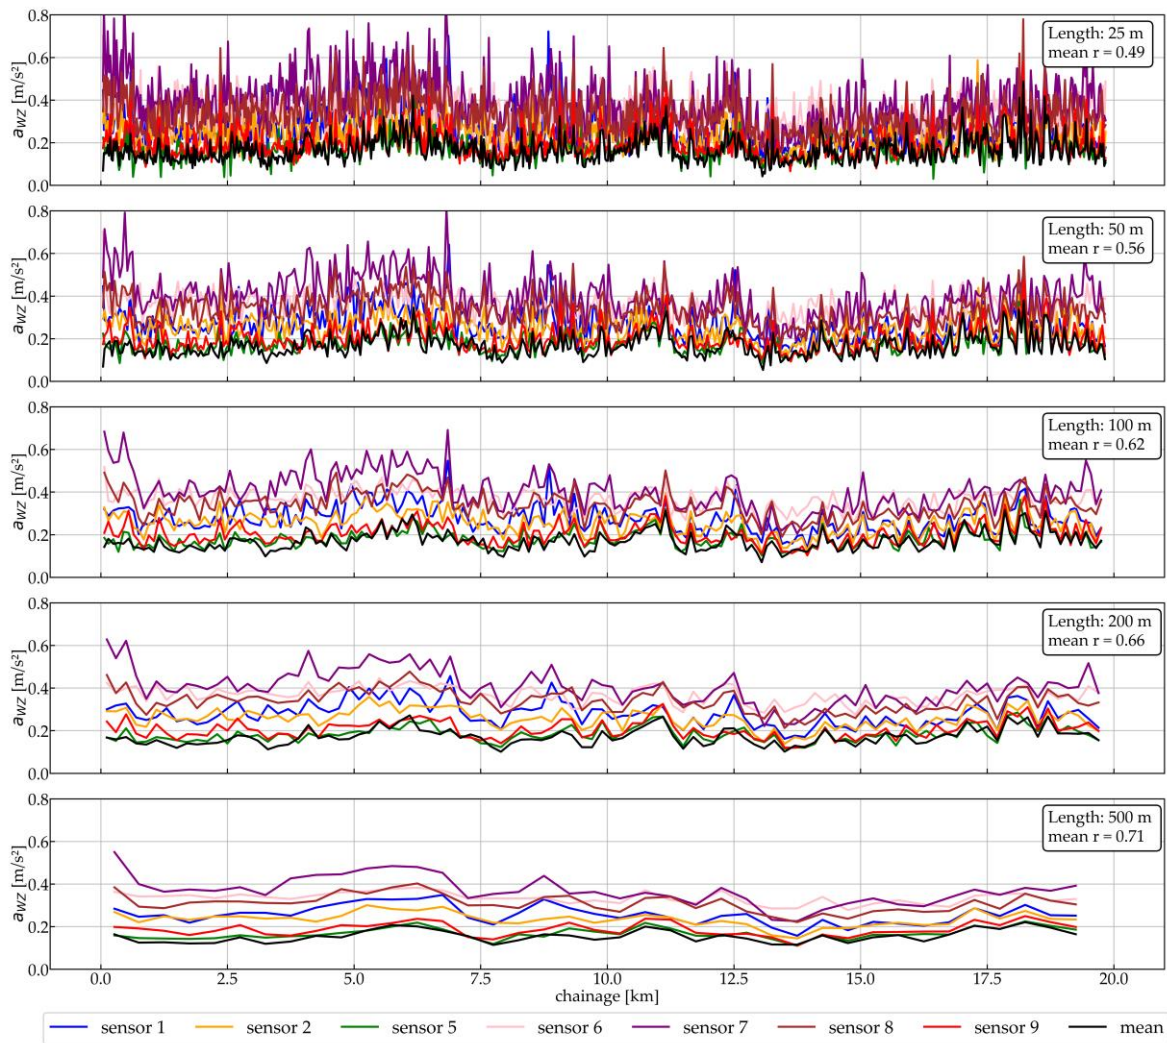 0.8
0.6
0.4
0.2
0.0
a_WZ [m/s²]
Length: 25 m
mean r = 0.49
0.8
0.6
0.4
0.2
0.0
a_WZ [m/s²]
Length: 50 m
mean r = 0.56
0.8
0.6
0.4
0.2
0.0
a_WZ [m/s²]
Length: 100 m
mean r = 0.62
0.8
0.6
0.4
0.2
0.0
a_WZ [m/s²]
Length: 200 m
mean r = 0.66
0.8
0.6
0.4
0.2
0.0
a_WZ [m/s²]
Length: 500 m
mean r = 0.71
0.0 2.5 5.0 7.5 10.0 12.5 15.0 17.5 20.0
chainage [km]
sensor 1 sensor 2 sensor 5 sensor 6 sensor 7 sensor 8 sensor 9 mean